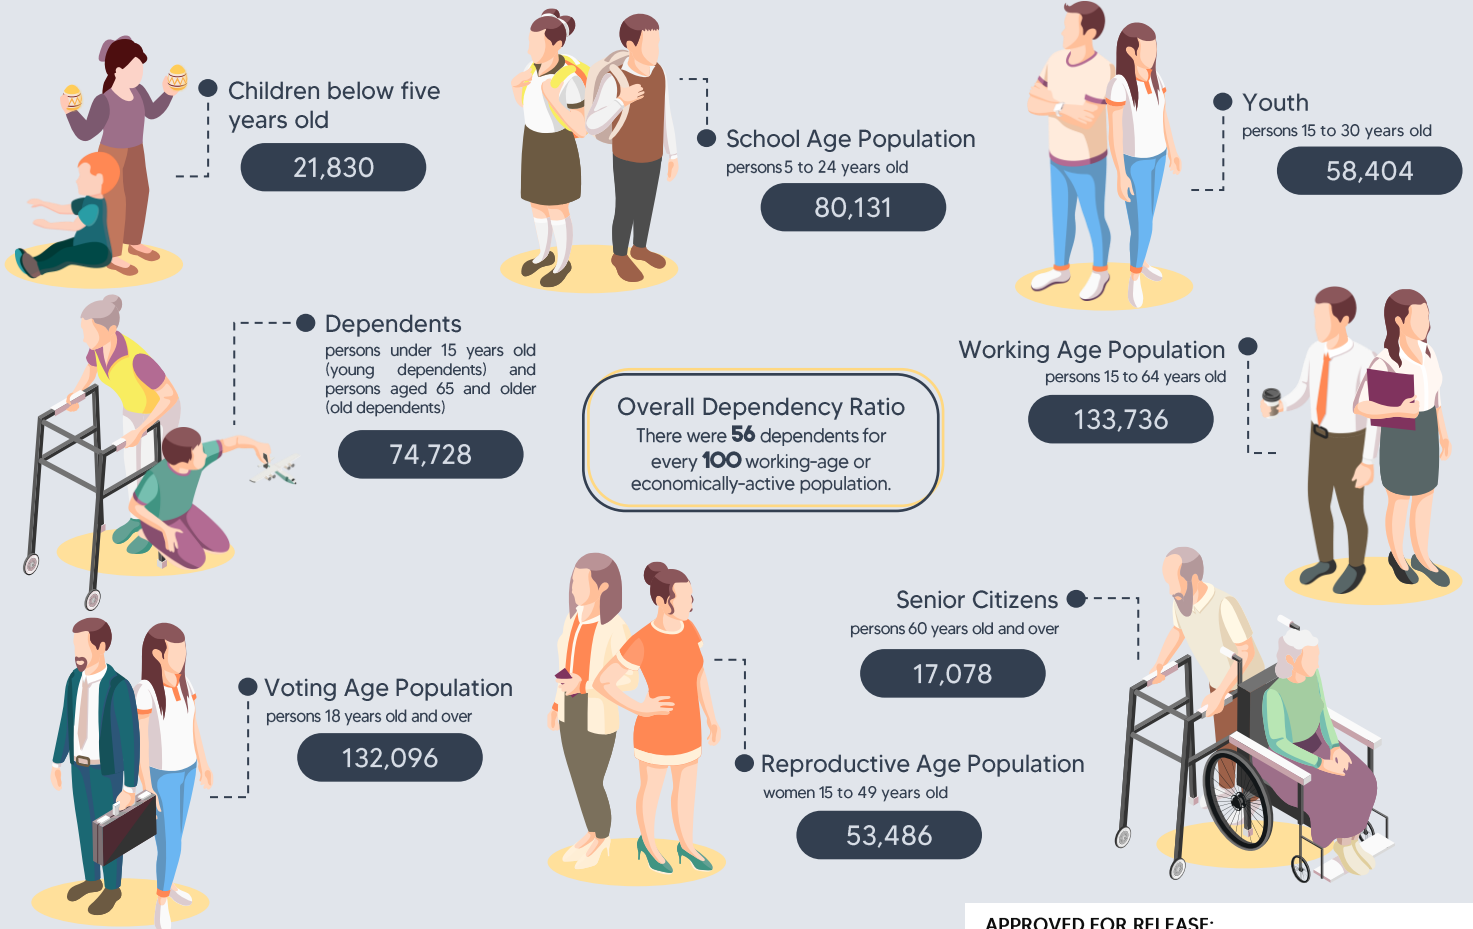 Children below five
years old
21,830
School Age Population
persons 5 to 24 years old
80,131
Youth
persons 15 to 30 years old
58,404
Dependents
persons under 15 years old
(young dependents) and
persons aged 65 and older
(old dependents)
74,728
Overall Dependency Ratio
There were 56 dependents for
every 100 working-age or
economically-active population.
Working Age Population
persons 15 to 64 years old
133,736
Voting Age Population
persons 18 years old and over
132,096
Senior Citizens
persons 60 years old and over
17,078
Reproductive Age Population
women 15 to 49 years old
53,486
APPROVED FOR RELEASE: